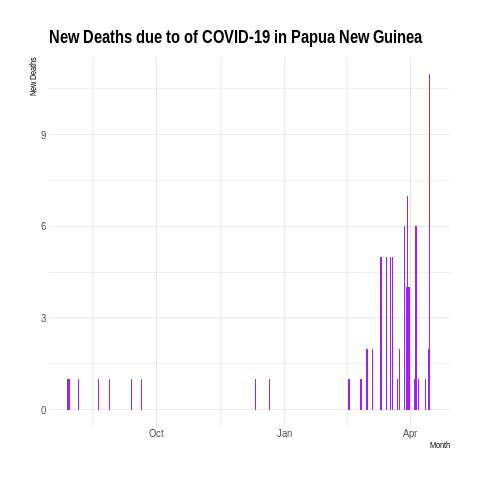 New Deaths due to of COVID-19 in Papua New Guinea
New Deaths
9
6
3
0
Oct Jan Apr
Month